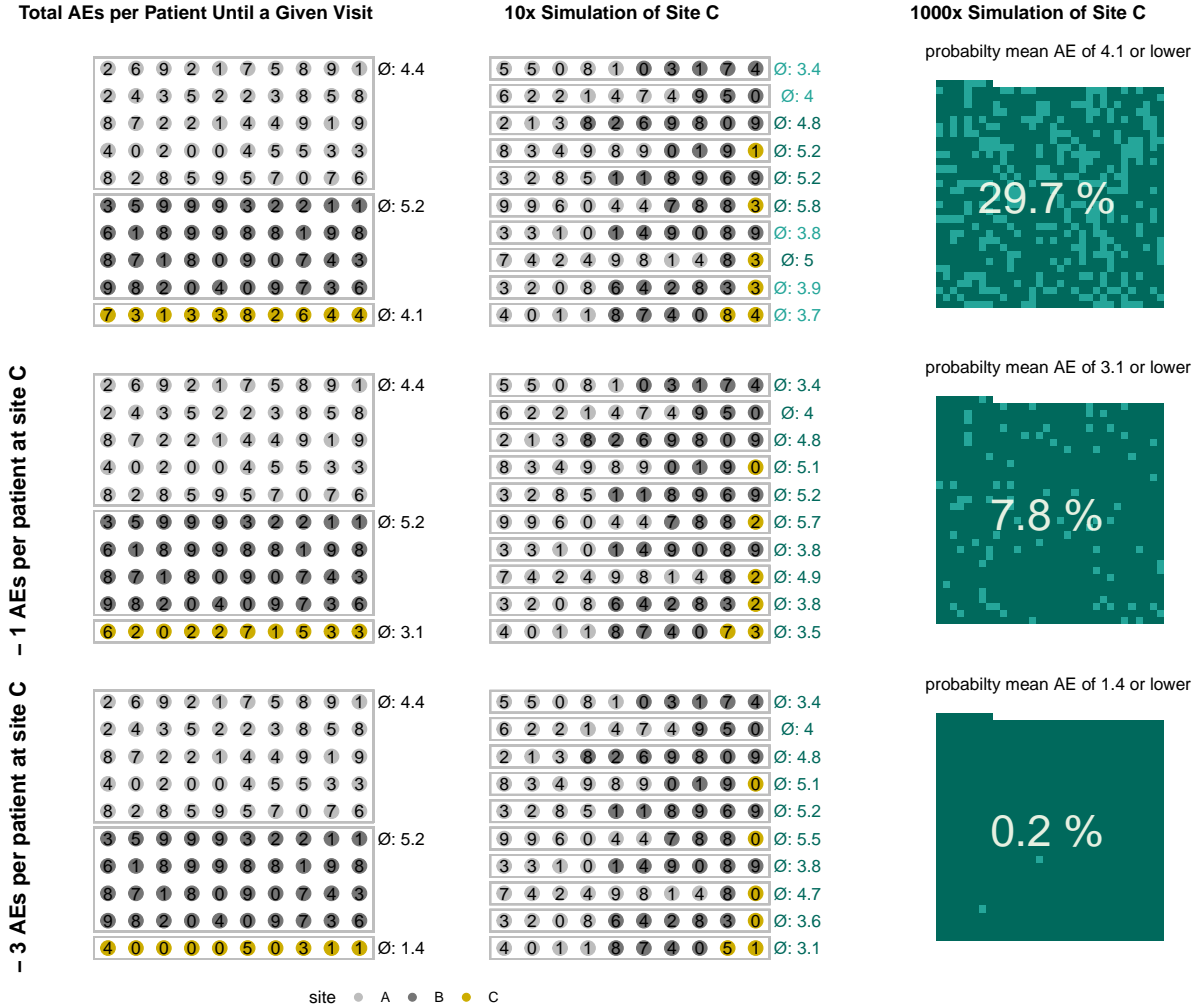 Total AEs per Patient Until a Given Visit
10x Simulation of Site C
1000x Simulation of Site C
2 6 9 2 1 7 5 8 9 1 Ø: 4.4
2 4 3 5 2 2 3 8 5 8
8 7 2 2 1 4 4 9 1 9
4 0 2 0 0 4 5 5 3 3
8 2 8 5 9 5 7 0 7 6
3 5 9 9 9 3 2 2 1 1 Ø: 5.2
6 1 8 9 9 8 8 1 9 8
8 7 1 8 0 9 0 7 4 3
9 8 2 0 4 0 9 7 3 6
7 3 1 3 3 8 2 6 4 4 Ø: 4.1
5 5 0 8 1 0 3 1 7 4 Ø: 3.4
6 2 2 1 4 7 4 9 5 0 Ø: 4
2 1 3 8 2 6 9 8 0 9 Ø: 4.8
8 3 4 9 8 9 0 1 9 1 Ø: 5.2
3 2 8 5 1 1 8 9 6 9 Ø: 5.2
9 9 6 0 4 4 7 8 8 3 Ø: 5.8
3 3 1 0 1 4 9 0 8 9 Ø: 3.8
7 4 2 4 9 8 1 4 8 3 Ø: 5
3 2 0 8 6 4 2 8 3 3 Ø: 3.9
4 0 1 1 8 7 4 0 8 4 Ø: 3.7
probabilty mean AE of 4.1 or lower
29.7 %
− 1 AEs per patient at site C
2 6 9 2 1 7 5 8 9 1 Ø: 4.4
2 4 3 5 2 2 3 8 5 8
8 7 2 2 1 4 4 9 1 9
4 0 2 0 0 4 5 5 3 3
8 2 8 5 9 5 7 0 7 6
3 5 9 9 9 3 2 2 1 1 Ø: 5.2
6 1 8 9 9 8 8 1 9 8
8 7 1 8 0 9 0 7 4 3
9 8 2 0 4 0 9 7 3 6
6 2 0 2 2 7 1 5 3 3 Ø: 3.1
5 5 0 8 1 0 3 1 7 4 Ø: 3.4
6 2 2 1 4 7 4 9 5 0 Ø: 4
2 1 3 8 2 6 9 8 0 9 Ø: 4.8
8 3 4 9 8 9 0 1 9 0 Ø: 5.1
3 2 8 5 1 1 8 9 6 9 Ø: 5.2
9 9 6 0 4 4 7 8 8 2 Ø: 5.7
3 3 1 0 1 4 9 0 8 9 Ø: 3.8
7 4 2 4 9 8 1 4 8 2 Ø: 4.9
3 2 0 8 6 4 2 8 3 2 Ø: 3.8
4 0 1 1 8 7 4 0 7 3 Ø: 3.5
probabilty mean AE of 3.1 or lower
7.8 %
− 3 AEs per patient at site C
2 6 9 2 1 7 5 8 9 1 Ø: 4.4
2 4 3 5 2 2 3 8 5 8
8 7 2 2 1 4 4 9 1 9
4 0 2 0 0 4 5 5 3 3
8 2 8 5 9 5 7 0 7 6
3 5 9 9 9 3 2 2 1 1 Ø: 5.2
6 1 8 9 9 8 8 1 9 8
8 7 1 8 0 9 0 7 4 3
9 8 2 0 4 0 9 7 3 6
4 0 0 0 0 5 0 3 1 1 Ø: 1.4
5 5 0 8 1 0 3 1 7 4 Ø: 3.4
6 2 2 1 4 7 4 9 5 0 Ø: 4
2 1 3 8 2 6 9 8 0 9 Ø: 4.8
8 3 4 9 8 9 0 1 9 0 Ø: 5.1
3 2 8 5 1 1 8 9 6 9 Ø: 5.2
9 9 6 0 4 4 7 8 8 0 Ø: 5.5
3 3 1 0 1 4 9 0 8 9 Ø: 3.8
7 4 2 4 9 8 1 4 8 0 Ø: 4.7
3 2 0 8 6 4 2 8 3 0 Ø: 3.6
4 0 1 1 8 7 4 0 5 1 Ø: 3.1
probabilty mean AE of 1.4 or lower
0.2 %
site A B C